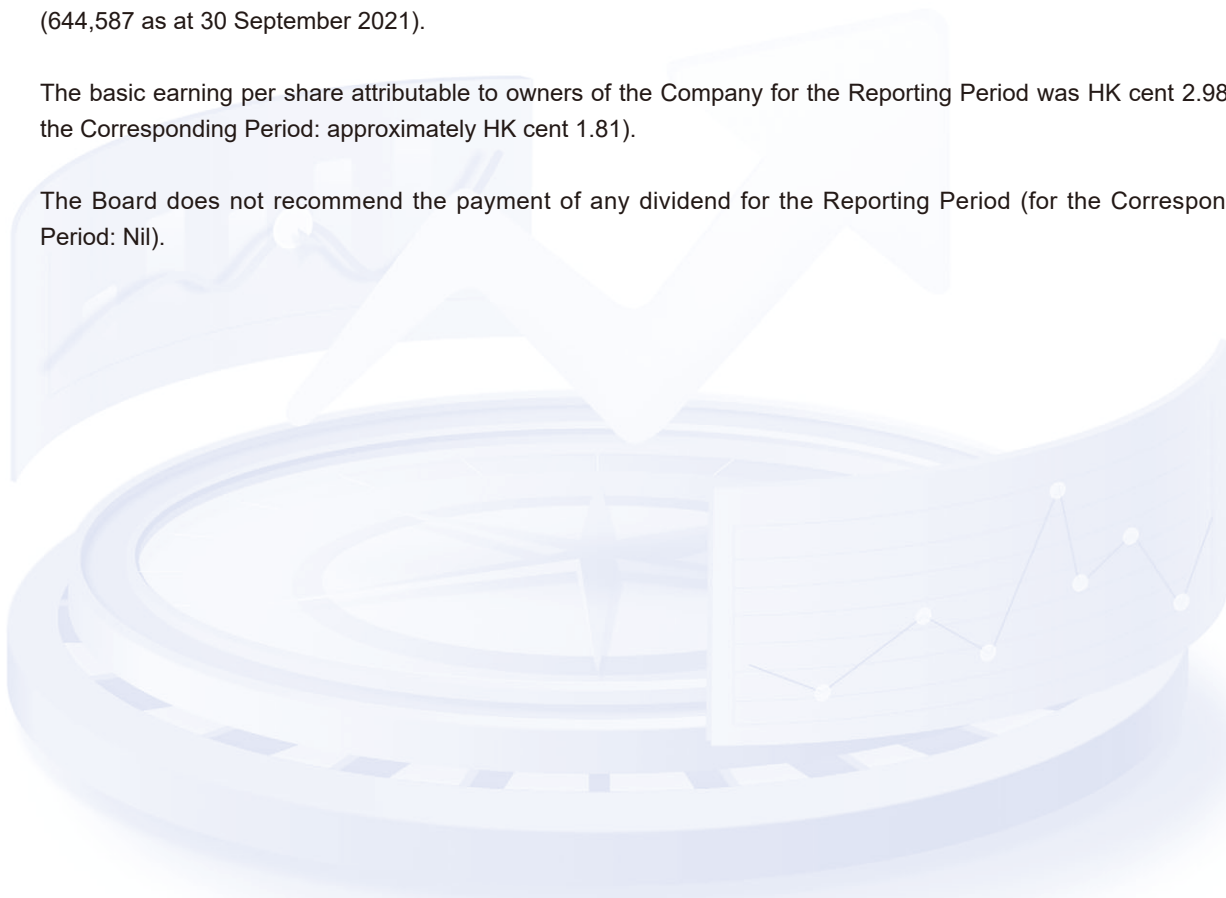 (644,587 as at 30 September 2021).
The basic earning per share attributable to owners of the Company for the Reporting Period was HK cent 2.98
the Corresponding Period: approximately HK cent 1.81).
The Board does not recommend the payment of any dividend for the Reporting Period (for the Correspon
Period: Nil).